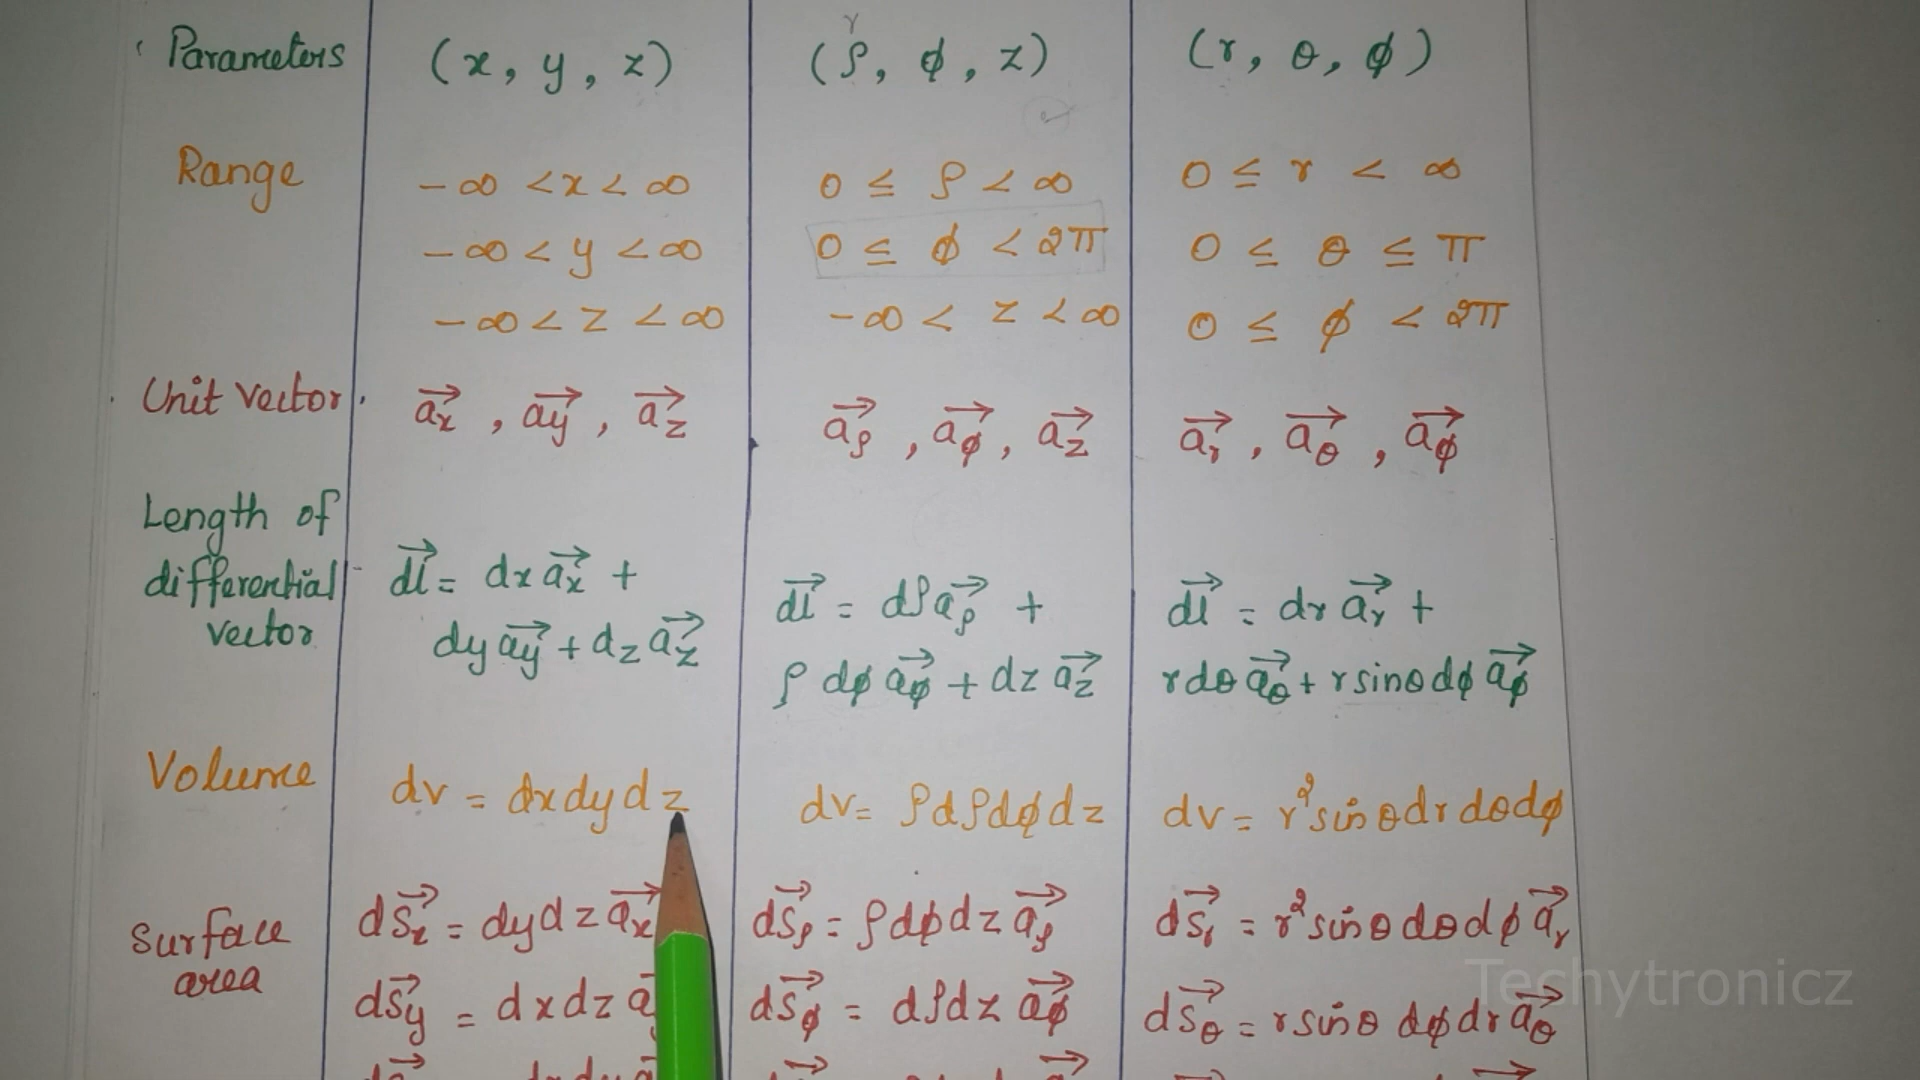 Parameters (x, y, z) (ρ, ϕ, z) (r, θ, ϕ)
r
Range -∞ < x < ∞ 0 ≤ ρ < ∞ 0 ≤ r < ∞
-∞ < y < ∞ 0 ≤ ϕ < 2π 0 ≤ θ ≤ π
-∞ < z < ∞ -∞ < z < ∞ 0 ≤ ϕ < 2π
Unit Vector a⃗x , a⃗y , a⃗z a⃗ρ , a⃗ϕ , a⃗z a⃗r , a⃗θ , a⃗ϕ
Length of
differential d⃗l = dx a⃗x + d⃗l = dρ a⃗ρ + d⃗l = dr a⃗r +
vector dy a⃗y + dz a⃗z ρ dϕ a⃗ϕ + dz a⃗z r dθ a⃗θ + r sinθ dϕ a⃗ϕ
Volume dv = dx dy dz dv = ρ dρ dϕ dz dv = r² sinθ dr dθ dϕ
Surface ds⃗x = dy dz a⃗x ds⃗ρ = ρ dϕ dz a⃗ρ ds⃗r = r² sinθ dθ dϕ a⃗r
area ds⃗y = dx dz a⃗ ds⃗ϕ = dρ dz a⃗ϕ ds⃗θ = r sinθ dϕ dr a⃗θ
Techytronicz